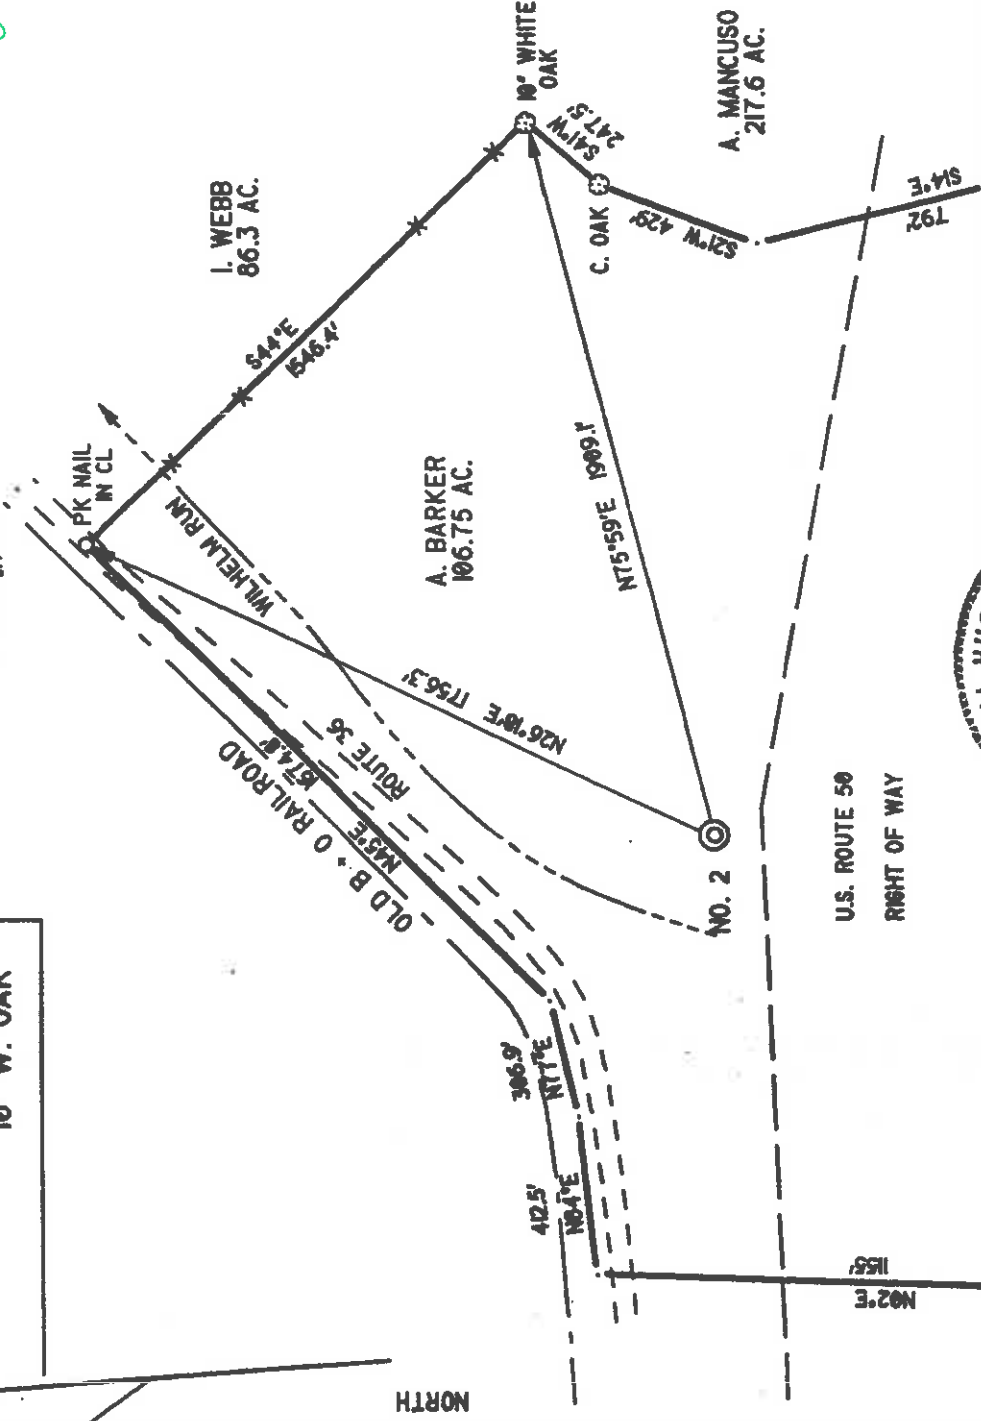 10" W. OAK
I. WEBB
86.3 AC.
10" WHITE
OAK
A. MANCUSO
217.6 AC.
S41°W
247.5'
C. OAK
S21°W 429'
S14°E
792'
S44°E
1546.4'
PK NAIL
IN CL
WILHELM RUN
A. BARKER
106.75 AC.
N75°59'E 1909.1'
N26°18'E 1756.3'
ROUTE 36
1574.8'
N45°E
OLD B. & O RAILROAD
NO. 2
U.S. ROUTE 50
RIGHT OF WAY
306.9'
N77°E
412.5'
N84°E
1155'
N02°E
NORTH